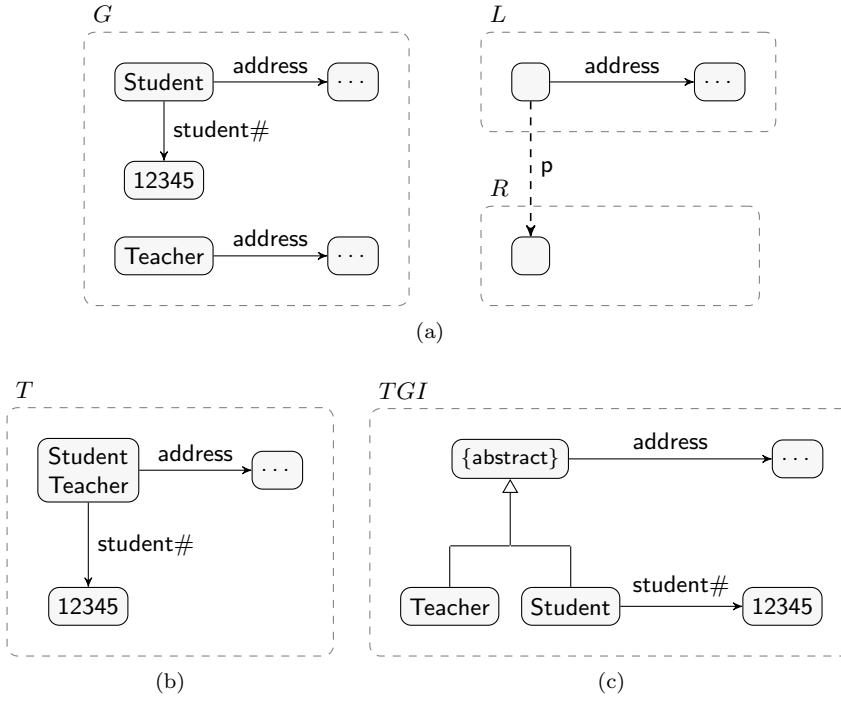 G
L
Student
address
···
address
···
student#
p
12345
R
Teacher
address
···
(a)
T
TGI
Student
Teacher
address
···
{abstract}
address
···
student#
12345
Teacher
Student
student#
12345
(b)
(c)